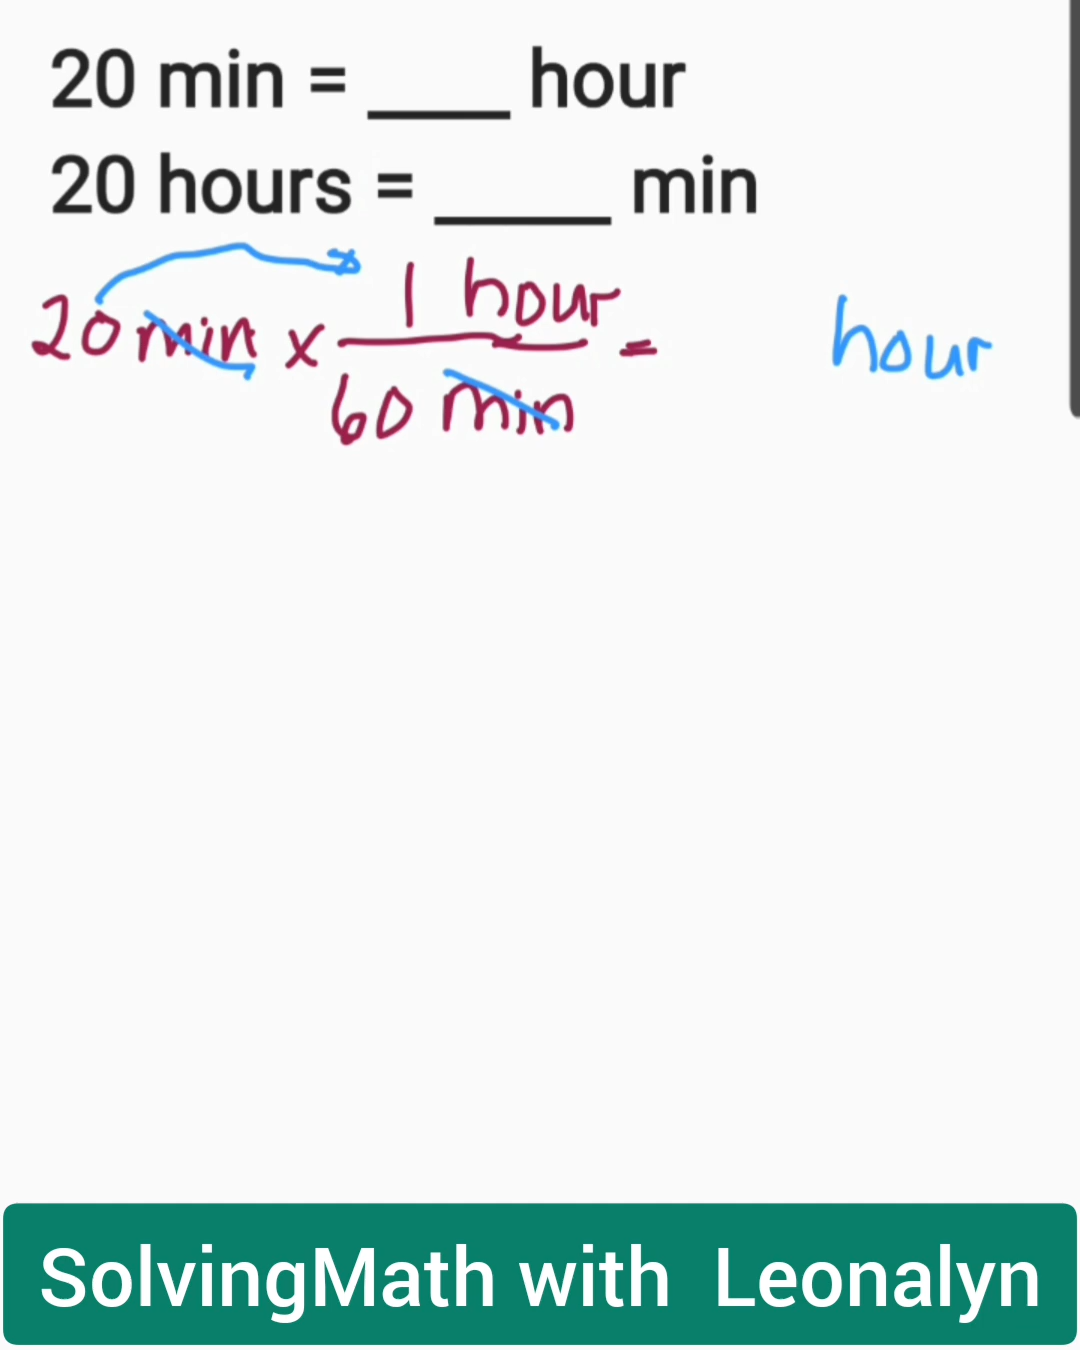 20 min = ____ hour
20 hours = _____ min
20 min x 1 hour / 60 min = hour
SolvingMath with Leonalyn